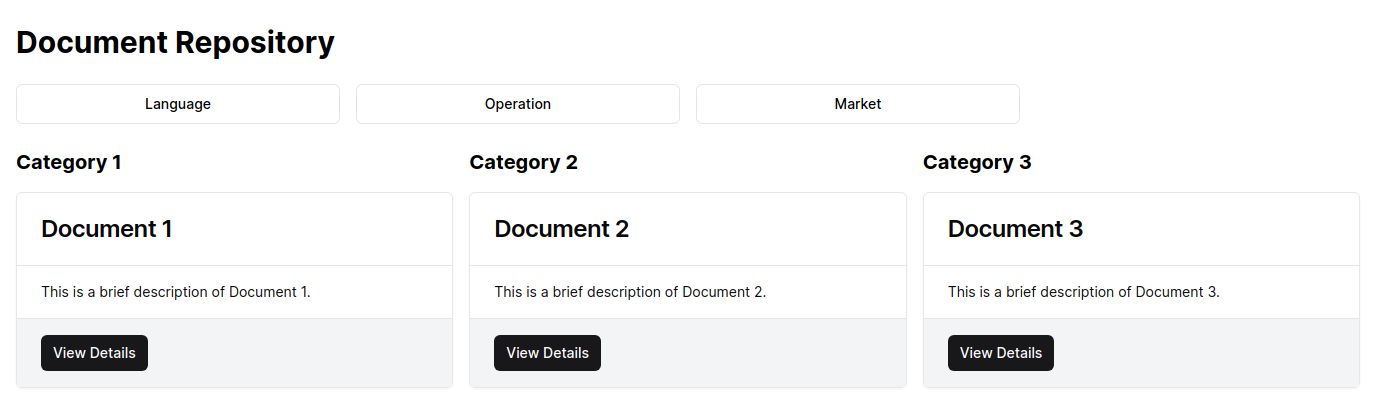 Document Repository
Language
Operation
Market
Category 1
Category 2
Category 3
Document 1
Document 2
Document 3
This is a brief description of Document 1.
This is a brief description of Document 2.
This is a brief description of Document 3.
View Details
View Details
View Details